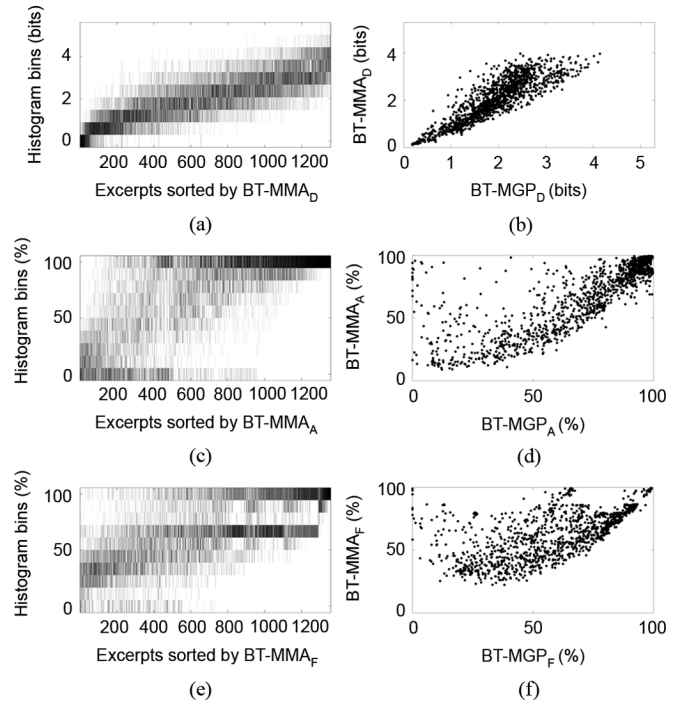 Histogram bins (bits)
4
2
0
200 400 600 800 1000 1200
Excerpts sorted by BT-MMA_D
(a)
BT-MMA_D (bits)
4
2
0
0 1 2 3 4 5
BT-MGP_D (bits)
(b)
Histogram bins (%)
100
50
0
200 400 600 800 1000 1200
Excerpts sorted by BT-MMA_A
(c)
BT-MMA_A (%)
100
50
0
0 50 100
BT-MGP_A (%)
(d)
Histogram bins (%)
100
50
0
200 400 600 800 1000 1200
Excerpts sorted by BT-MMA_F
(e)
BT-MMA_F (%)
100
50
0
0 50 100
BT-MGP_F (%)
(f)